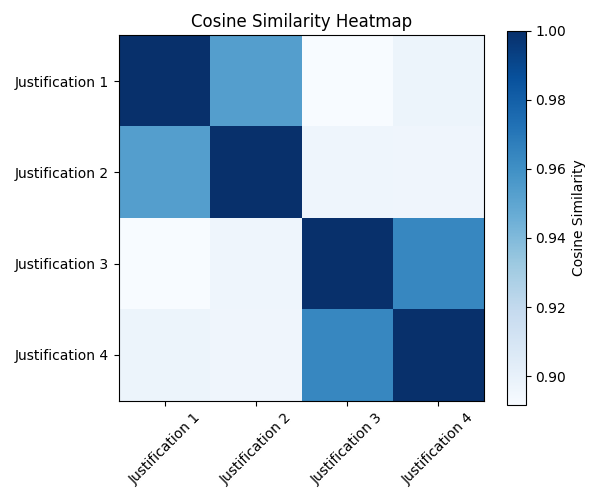 Cosine Similarity Heatmap
Justification 1
Justification 2
Justification 3
Justification 4
Justification 1
Justification 2
Justification 3
Justification 4
1.00
0.98
0.96
0.94
0.92
0.90
Cosine Similarity